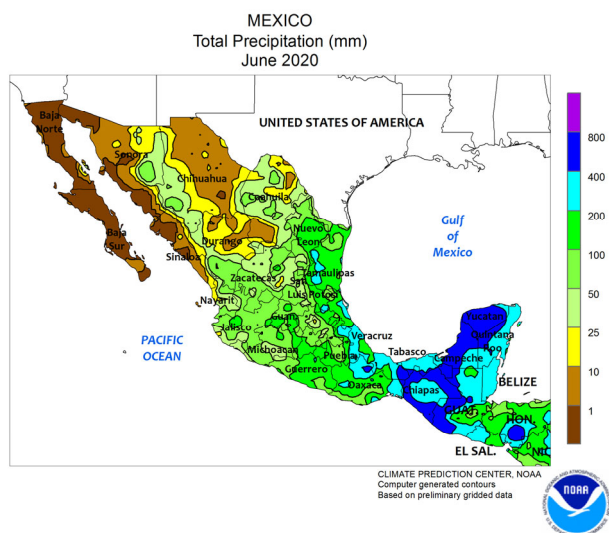 MEXICO
Total Precipitation (mm)
June 2020
UNITED STATES OF AMERICA
Baja
Norte
Sonora
Chihuahua
Coahuila
Baja
Sur
Sinaloa
Durango
Nuevo
Leon
Zacatecas
San
Luis Potosi
Tamaulipas
Nayarit
Jalisco
Guan.
Michoacan
Guerrero
Puebla
Veracruz
Oaxaca
Tabasco
Chiapas
Campeche
Yucatan
Quintana
Roo
Gulf
of
Mexico
PACIFIC
OCEAN
BELIZE
GUAT.
HON.
EL SAL.
NIC
800
400
200
100
50
25
10
1
CLIMATE PREDICTION CENTER, NOAA
Computer generated contours
Based on preliminary gridded data
NOAA